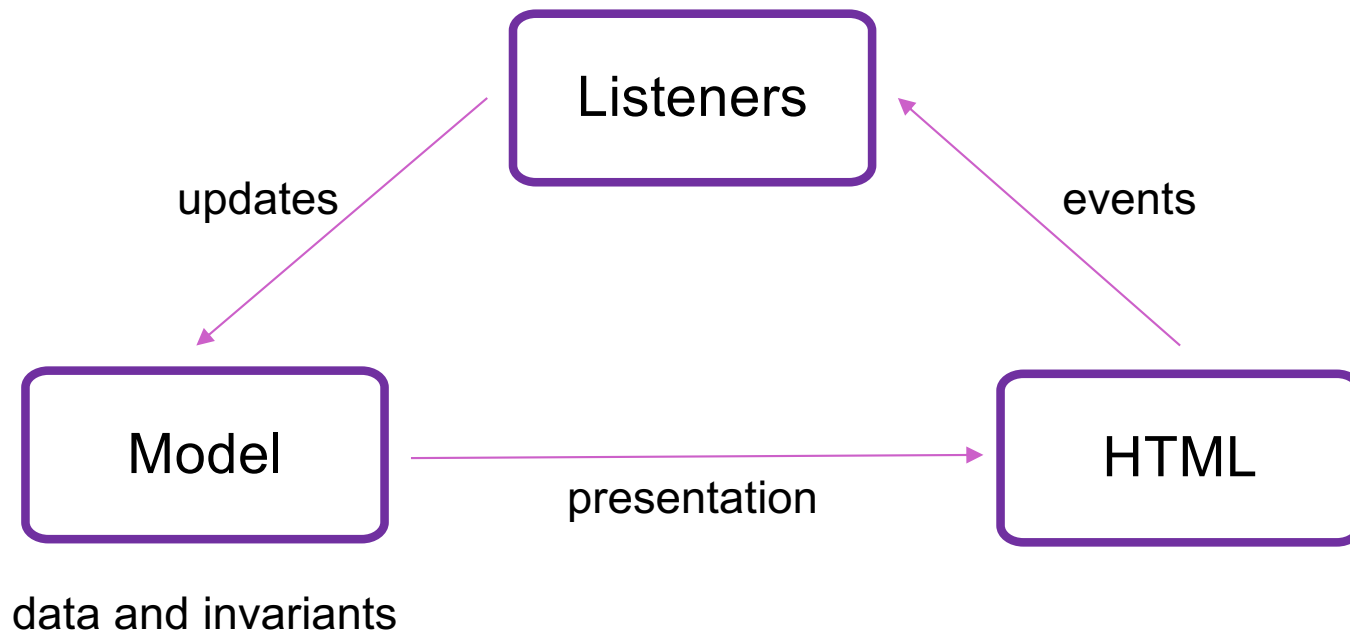 Listeners
updates
events
Model
HTML
presentation
data and invariants